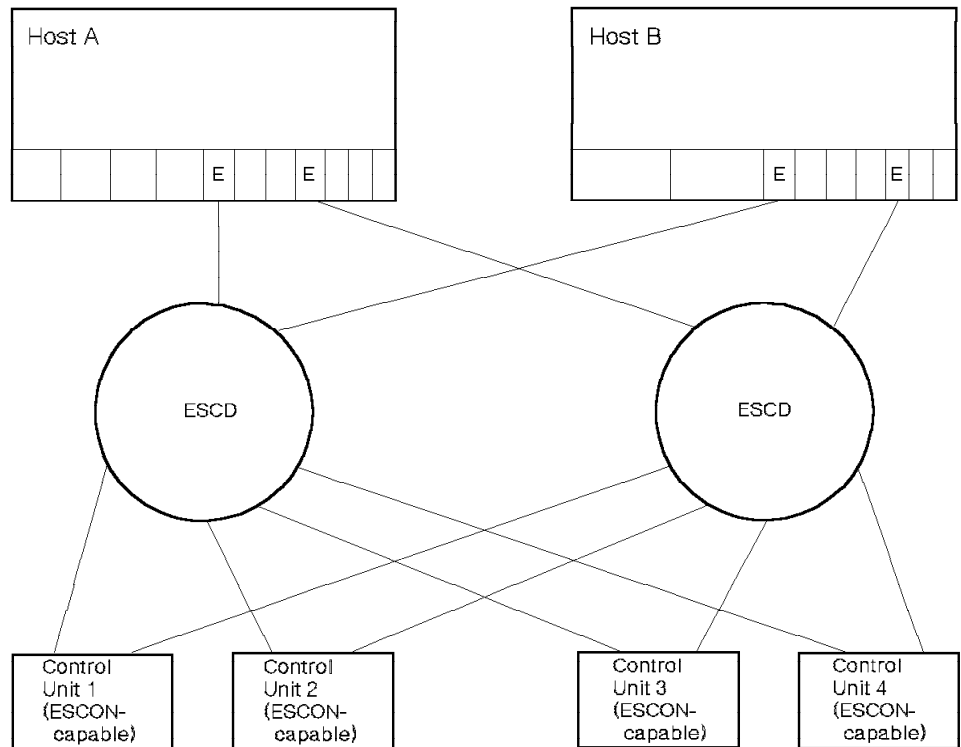 Host A
Host B
E
E
E
E
ESCD
ESCD
Control
Unit 1
(ESCON-
capable)
Control
Unit 2
(ESCON-
capable)
Control
Unit 3
(ESCON-
capable)
Control
Unit 4
(ESCON-
capable)